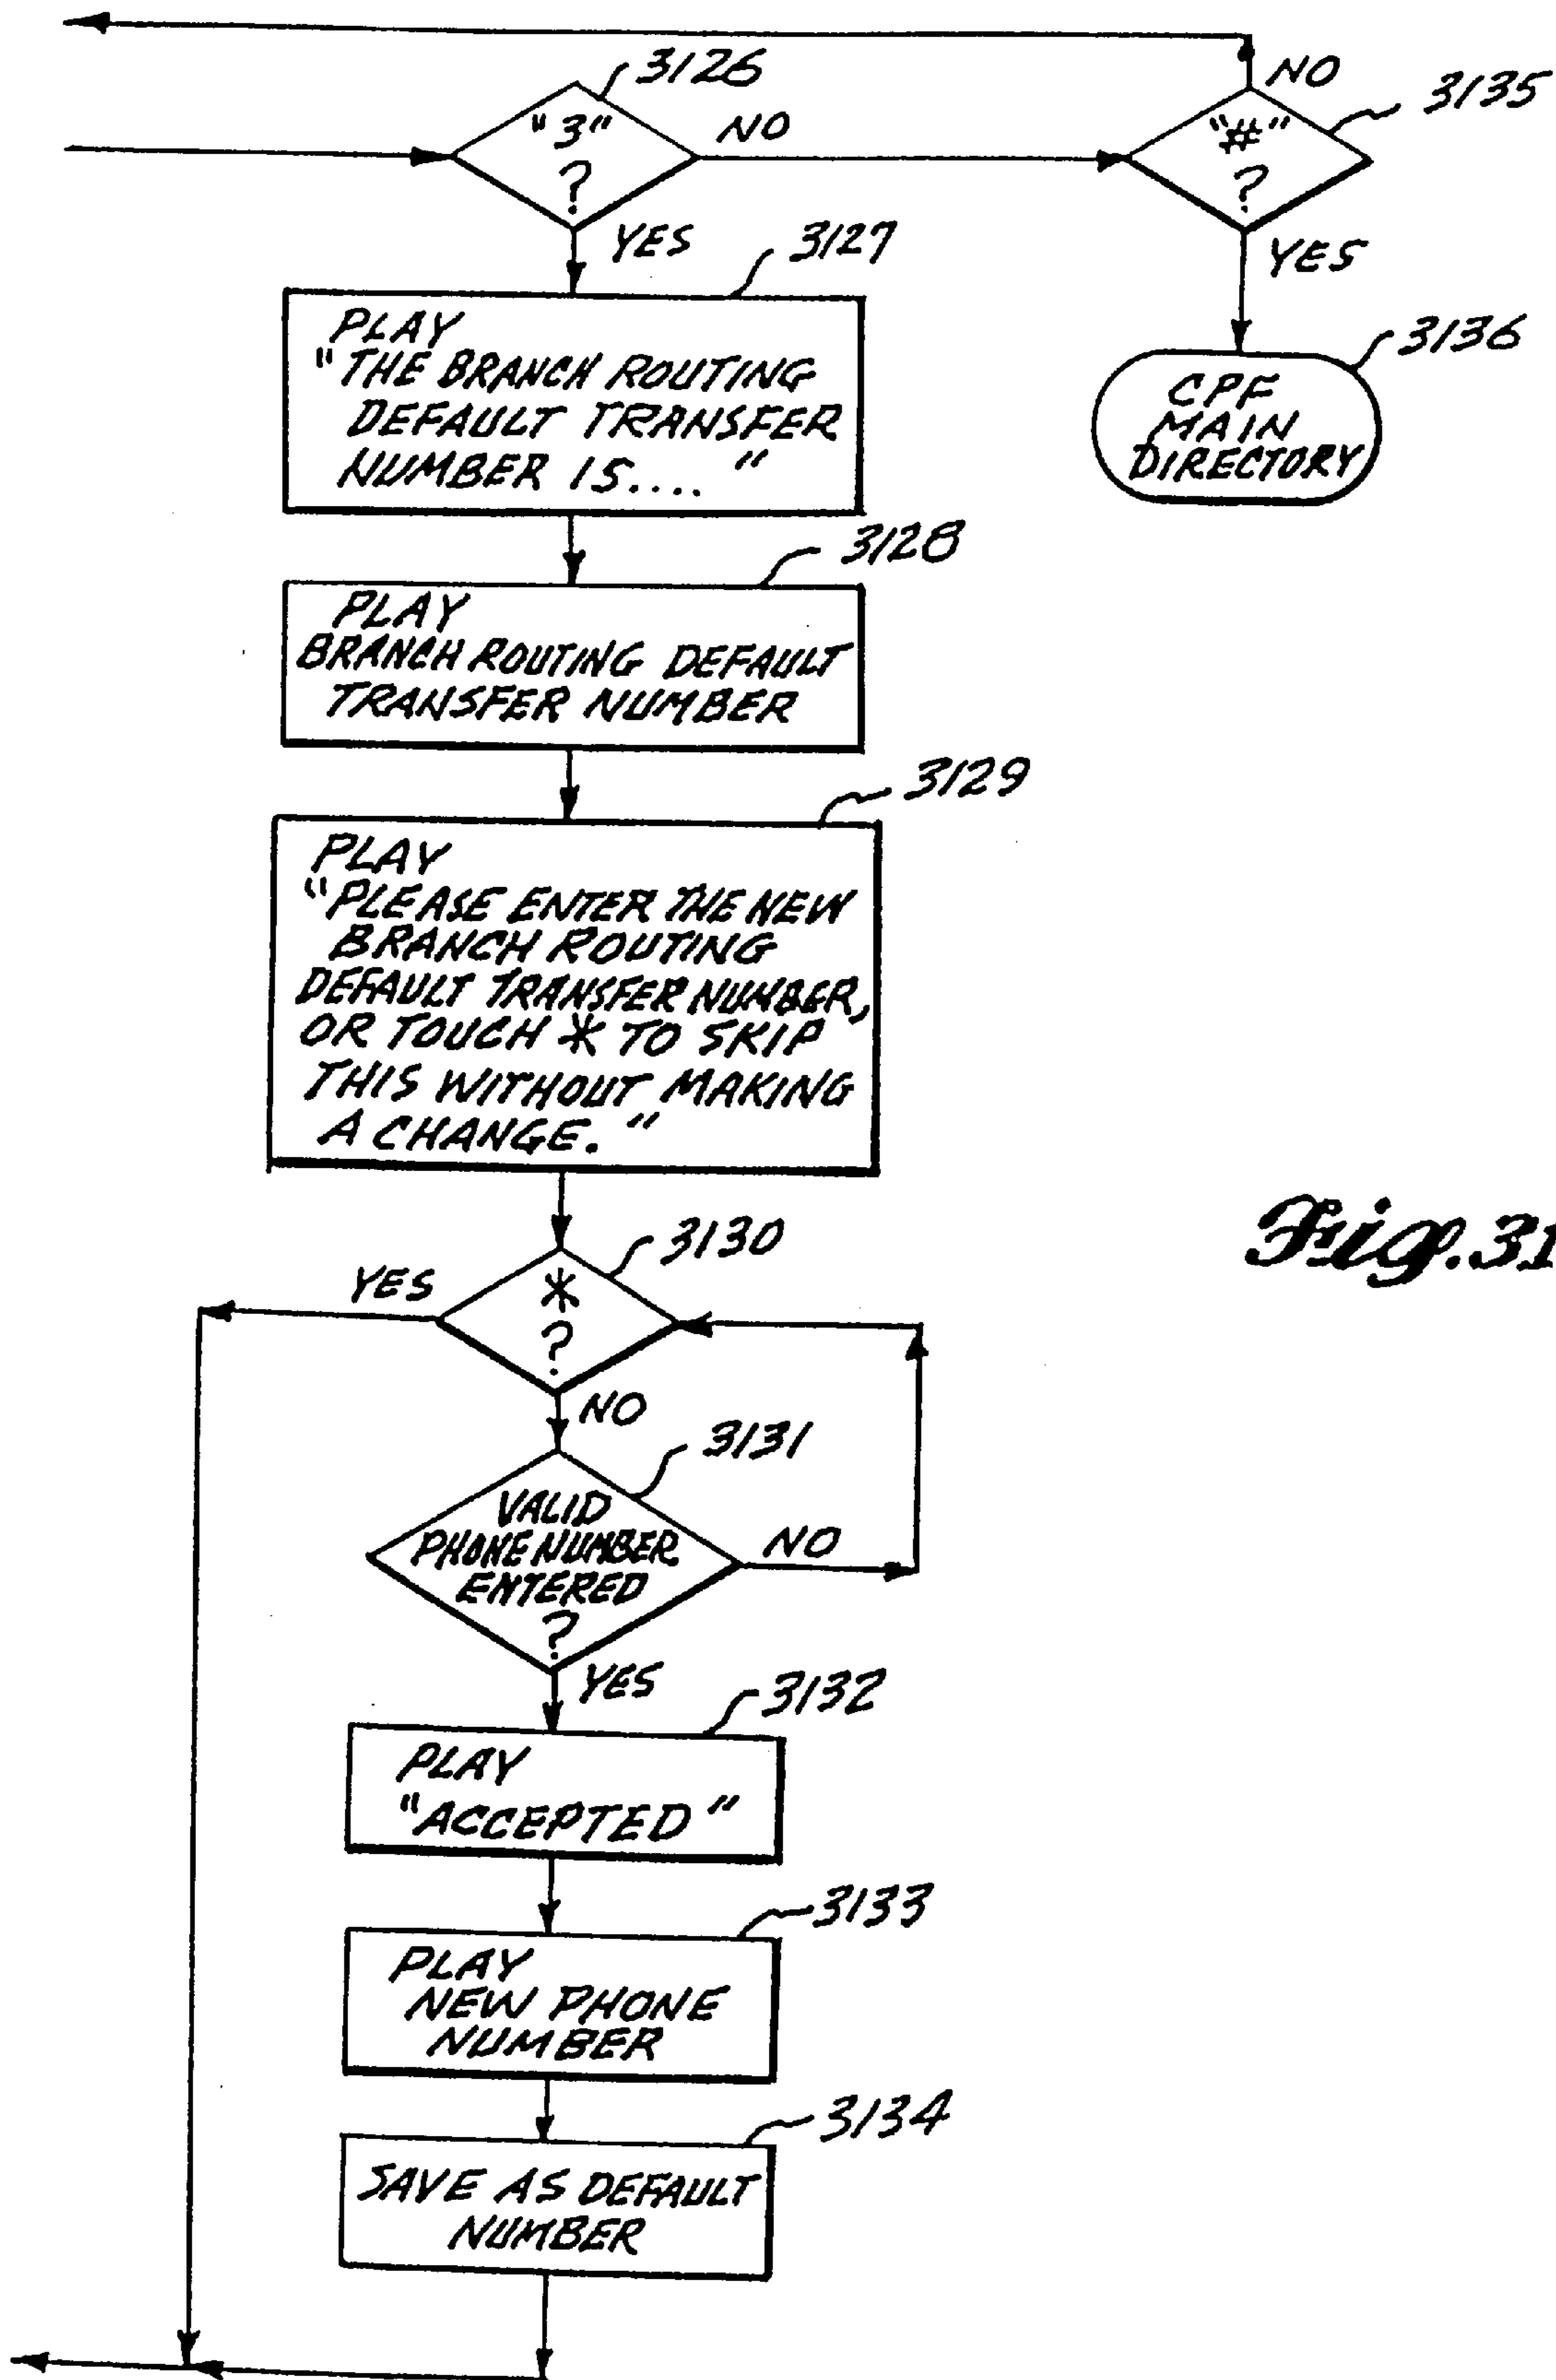 3126
"3"
?
NO
YES
NO
3135
"#"
?
YES
3136
CPF
MAIN
DIRECTORY
3127
PLAY
"THE BRANCH ROUTING
DEFAULT TRANSFER
NUMBER IS.... "
3128
PLAY
BRANCH ROUTING DEFAULT
TRANSFER NUMBER
3129
PLAY
"PLEASE ENTER THE NEW
BRANCH ROUTING
DEFAULT TRANSFER NUMBER,
OR TOUCH * TO SKIP
THIS WITHOUT MAKING
A CHANGE. "
3130
*
?
YES
NO
3131
VALID
PHONE NUMBER
ENTERED
?
NO
YES
3132
PLAY
"ACCEPTED "
3133
PLAY
NEW PHONE
NUMBER
3134
SAVE AS DEFAULT
NUMBER
Fig. 31